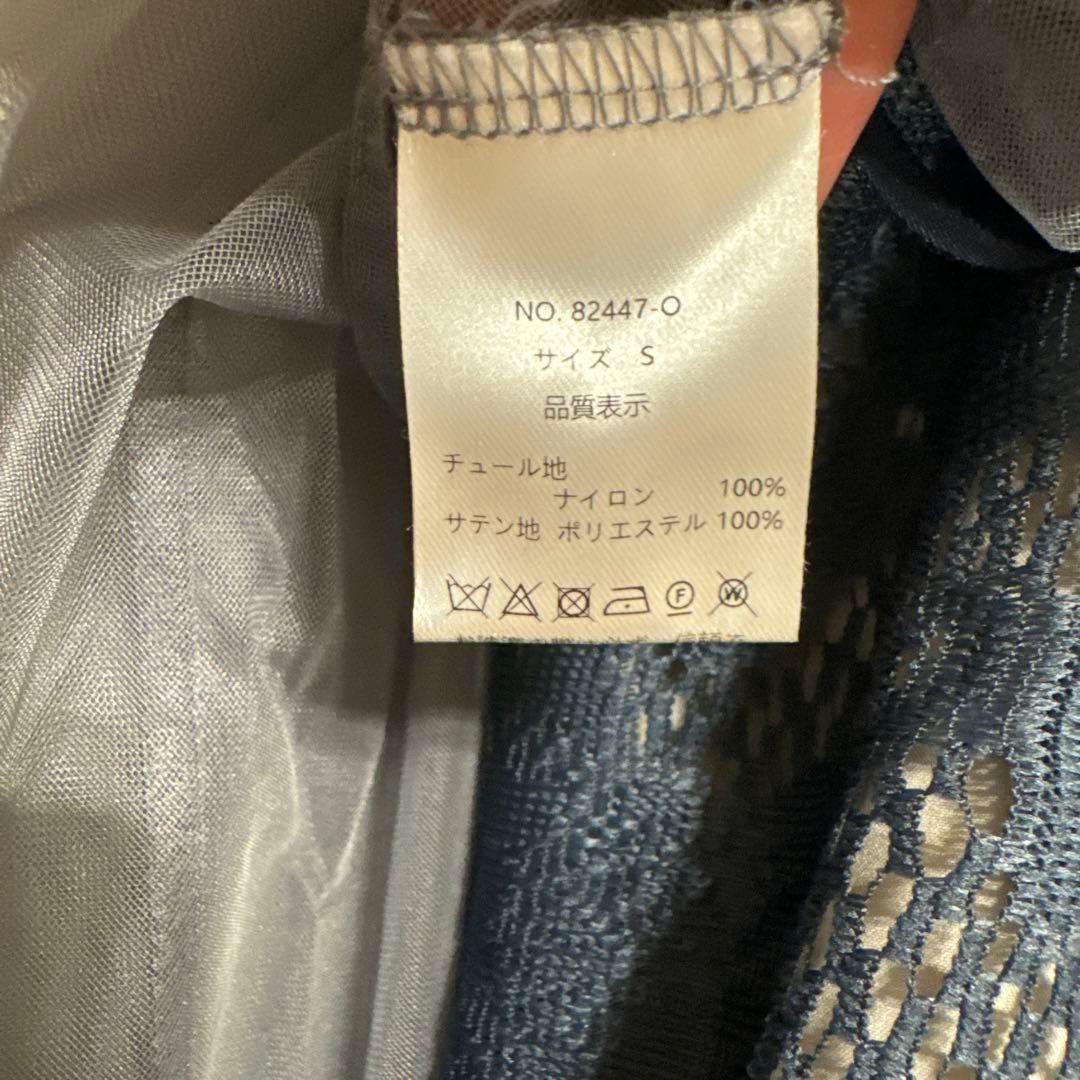 NO. 82447-O
サイズ S
品質表示
チュール地
ナイロン 100%
サテン地 ポリエステル 100%
F W